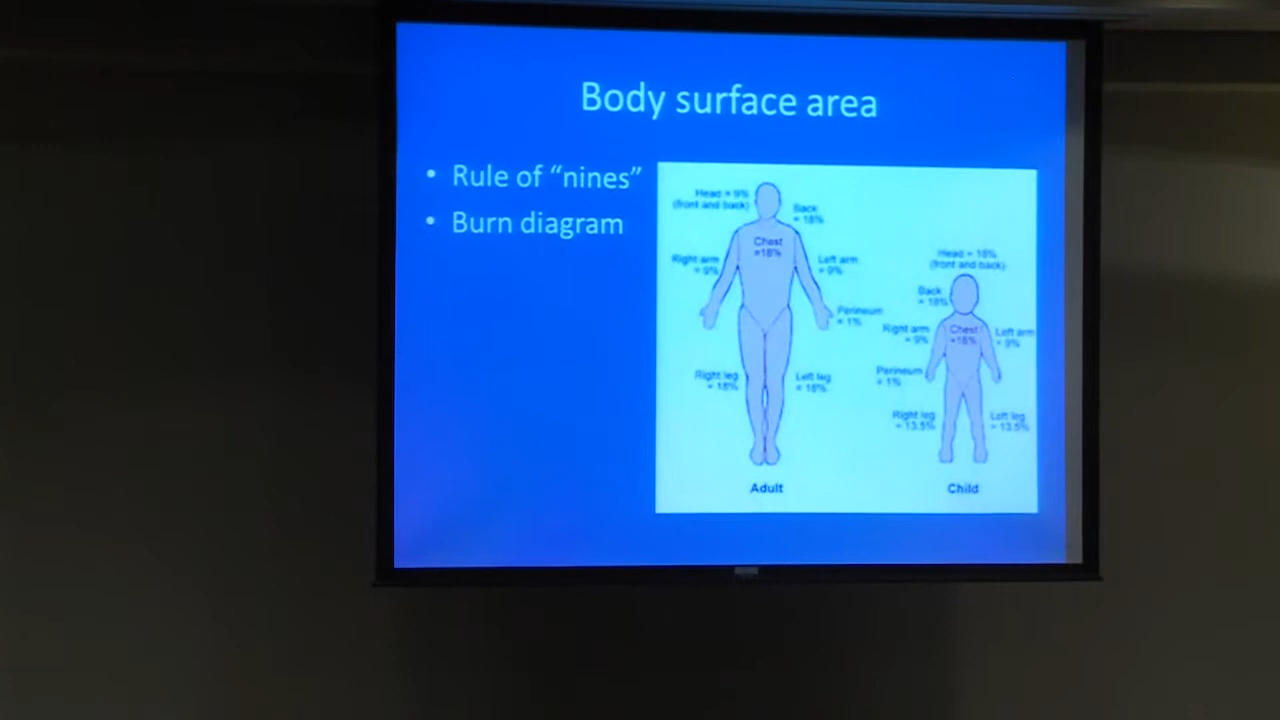 Body surface area
• Rule of “nines”
• Burn diagram
Head = 9%
(front and back)
Back
= 18%
Chest
=18%
Right arm
= 9%
Left arm
= 9%
Perineum
= 1%
Right leg
= 18%
Left leg
= 18%
Adult
Head = 18%
(front and back)
Back
= 18%
Right arm
= 9%
Chest
=18%
Left arm
= 9%
Perineum
= 1%
Right leg
= 13.5%
Left leg
= 13.5%
Child